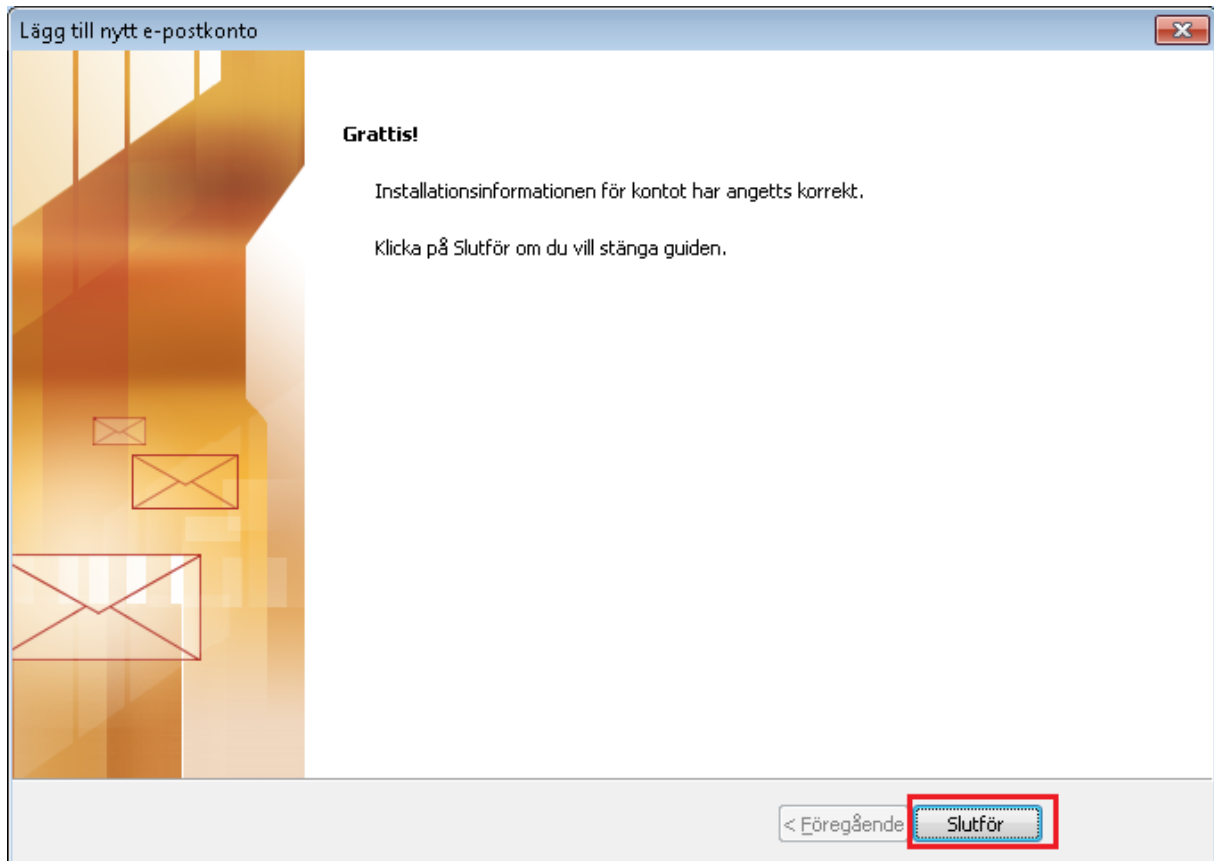 Lägg till nytt e-postkonto
Grattis!
Installationsinformationen för kontot har angetts korrekt.
Klicka på Slutför om du vill stänga guiden.
< Föregående
Slutför